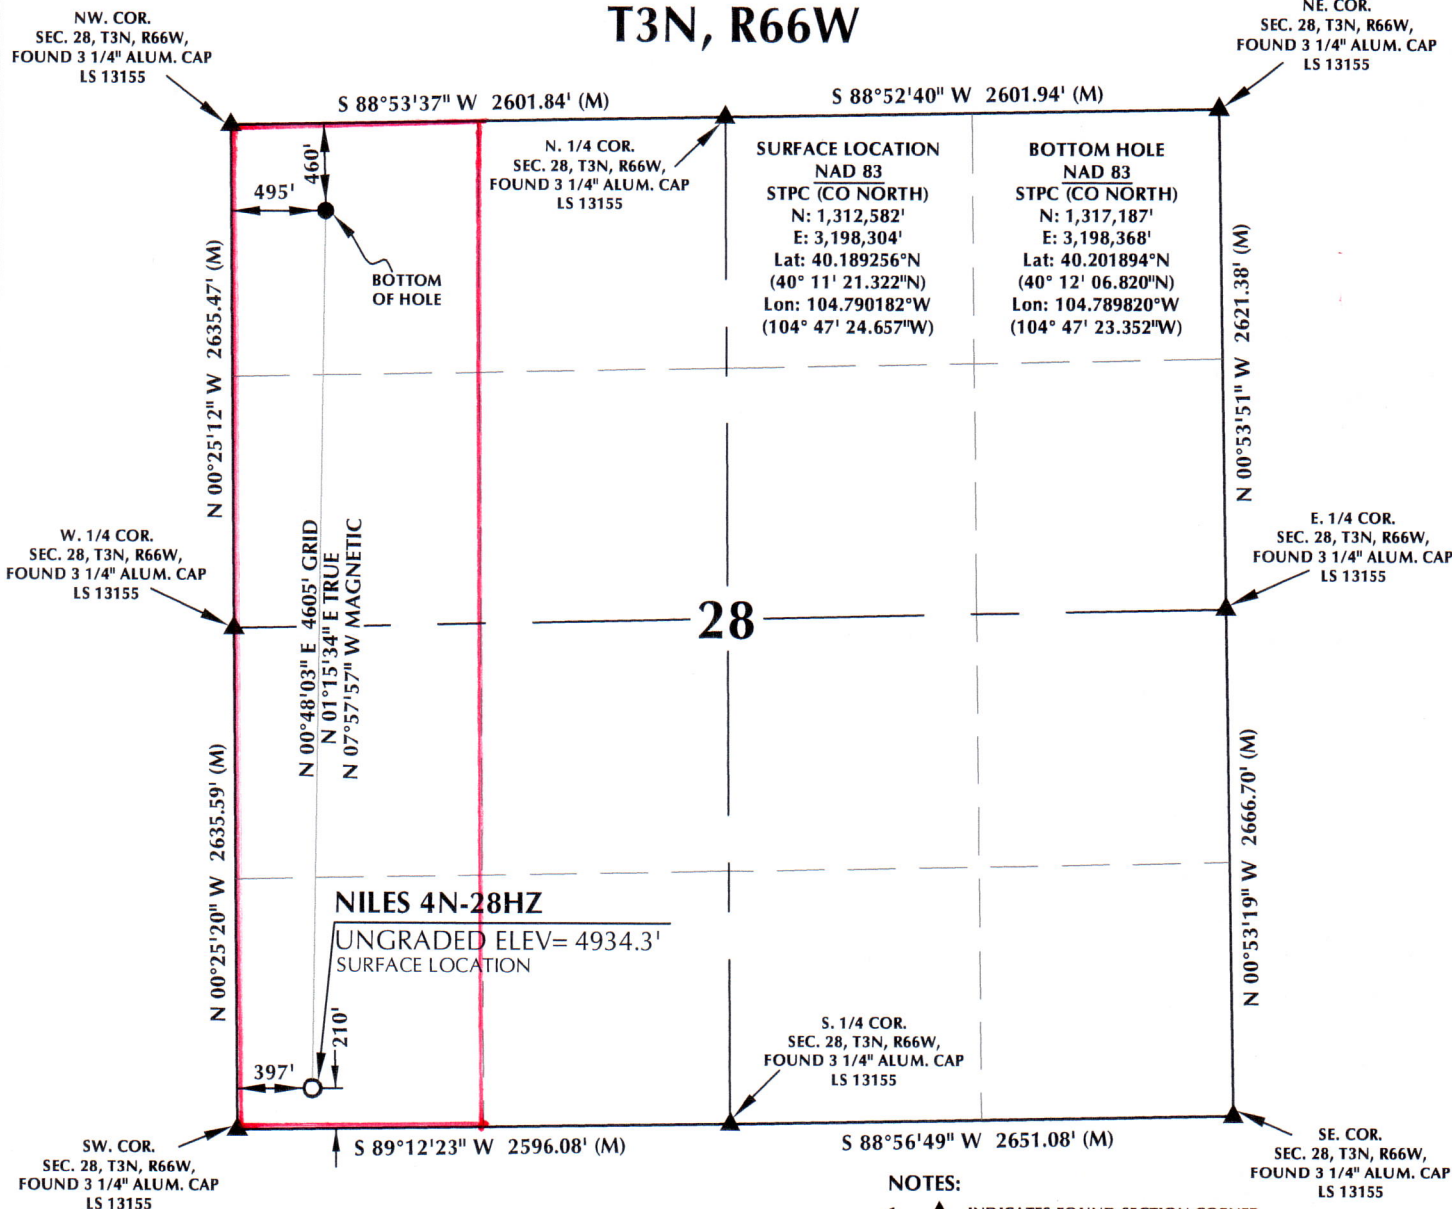 T3N, R66W
NW. COR.
SEC. 28, T3N, R66W,
FOUND 3 1/4" ALUM. CAP
LS 13155
NE. COR.
SEC. 28, T3N, R66W,
FOUND 3 1/4" ALUM. CAP
LS 13155
S 88°53'37" W 2601.84' (M)
S 88°52'40" W 2601.94' (M)
460'
495'
BOTTOM
OF HOLE
N. 1/4 COR.
SEC. 28, T3N, R66W,
FOUND 3 1/4" ALUM. CAP
LS 13155
SURFACE LOCATION
NAD 83
STPC (CO NORTH)
N: 1,312,582'
E: 3,198,304'
Lat: 40.189256°N
(40° 11' 21.322"N)
Lon: 104.790182°W
(104° 47' 24.657"W)
BOTTOM HOLE
NAD 83
STPC (CO NORTH)
N: 1,317,187'
E: 3,198,368'
Lat: 40.201894°N
(40° 12' 06.820"N)
Lon: 104.789820°W
(104° 47' 23.352"W)
N 00°25'12" W 2635.47' (M)
N 00°53'51" W 2621.38' (M)
W. 1/4 COR.
SEC. 28, T3N, R66W,
FOUND 3 1/4" ALUM. CAP
LS 13155
E. 1/4 COR.
SEC. 28, T3N, R66W,
FOUND 3 1/4" ALUM. CAP
LS 13155
N 00°48'03" E 4605' GRID
N 01°15'34" E TRUE
N 07°57'57" W MAGNETIC
28
N 00°25'20" W 2635.59' (M)
N 00°53'19" W 2666.70' (M)
NILES 4N-28HZ
UNGRADED ELEV= 4934.3'
SURFACE LOCATION
210'
397'
S. 1/4 COR.
SEC. 28, T3N, R66W,
FOUND 3 1/4" ALUM. CAP
LS 13155
S 89°12'23" W 2596.08' (M)
S 88°56'49" W 2651.08' (M)
SW. COR.
SEC. 28, T3N, R66W,
FOUND 3 1/4" ALUM. CAP
LS 13155
SE. COR.
SEC. 28, T3N, R66W,
FOUND 3 1/4" ALUM. CAP
LS 13155
NOTES:
INDICATES FOUND SECTION CORNER